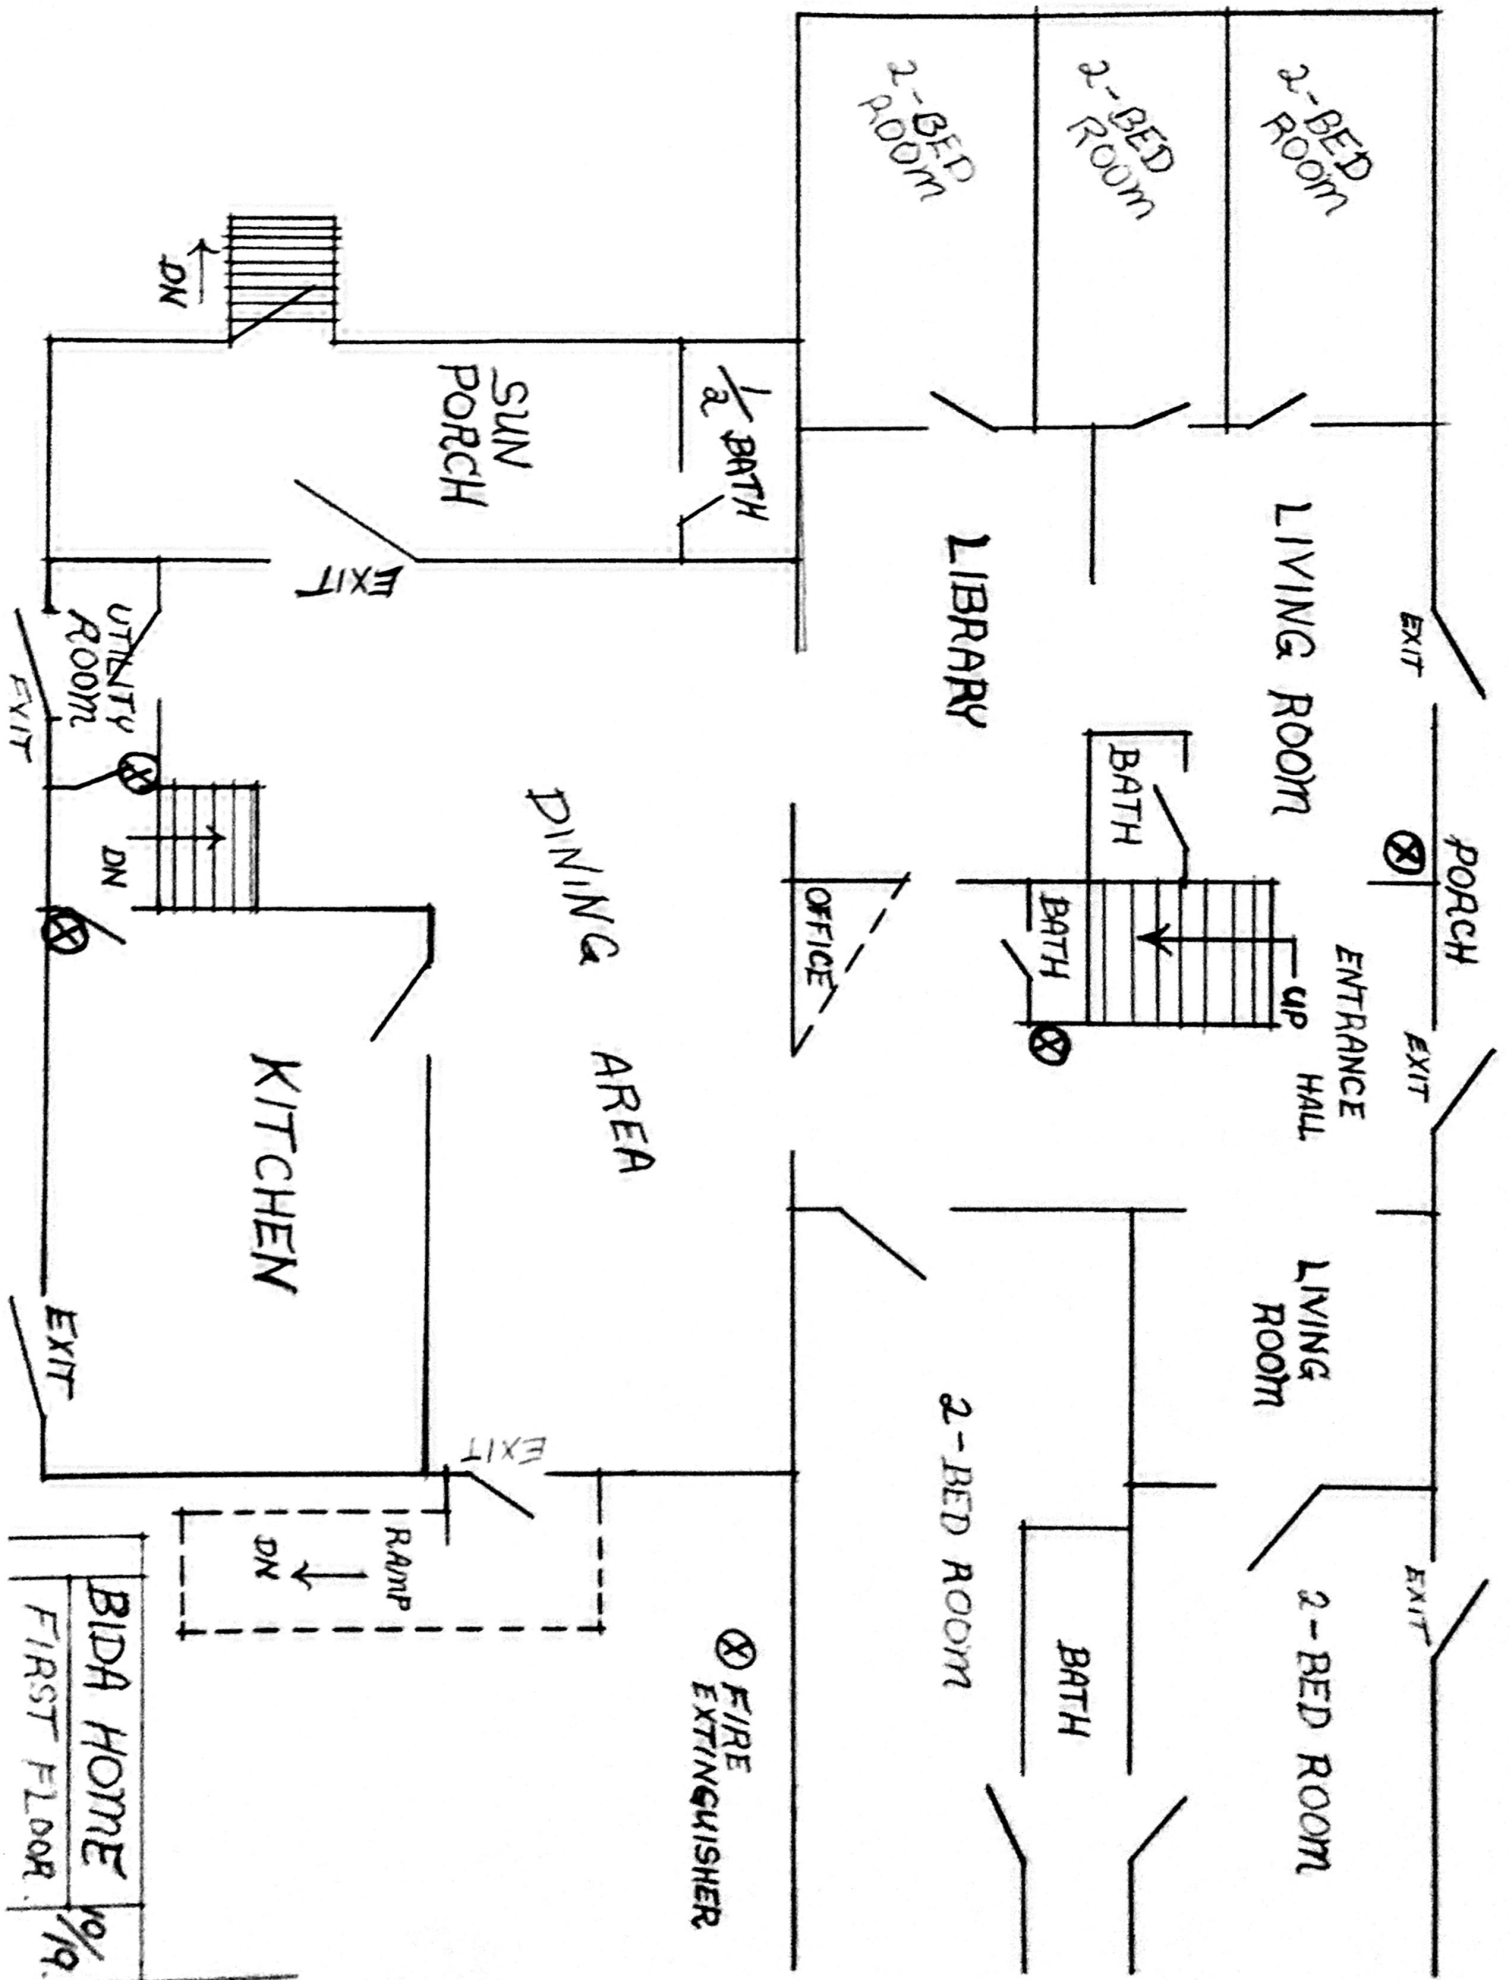 2-BED
ROOM
2-BED
ROOM
2-BED
ROOM
DN
SUN
PORCH
1/2 BATH
LIBRARY
LIVING ROOM
EXIT
EXIT
UTILITY
ROOM
EXIT
DN
DINING AREA
OFFICE
BATH
BATH
UP
PORCH
ENTRANCE
HALL
EXIT
KITCHEN
EXIT
EXIT
RAMP
DN
LIVING
ROOM
2-BED ROOM
BATH
2-BED ROOM
EXIT
FIRE
EXTINGUISHER
BIDA HOME
FIRST FLOOR.
10/19.